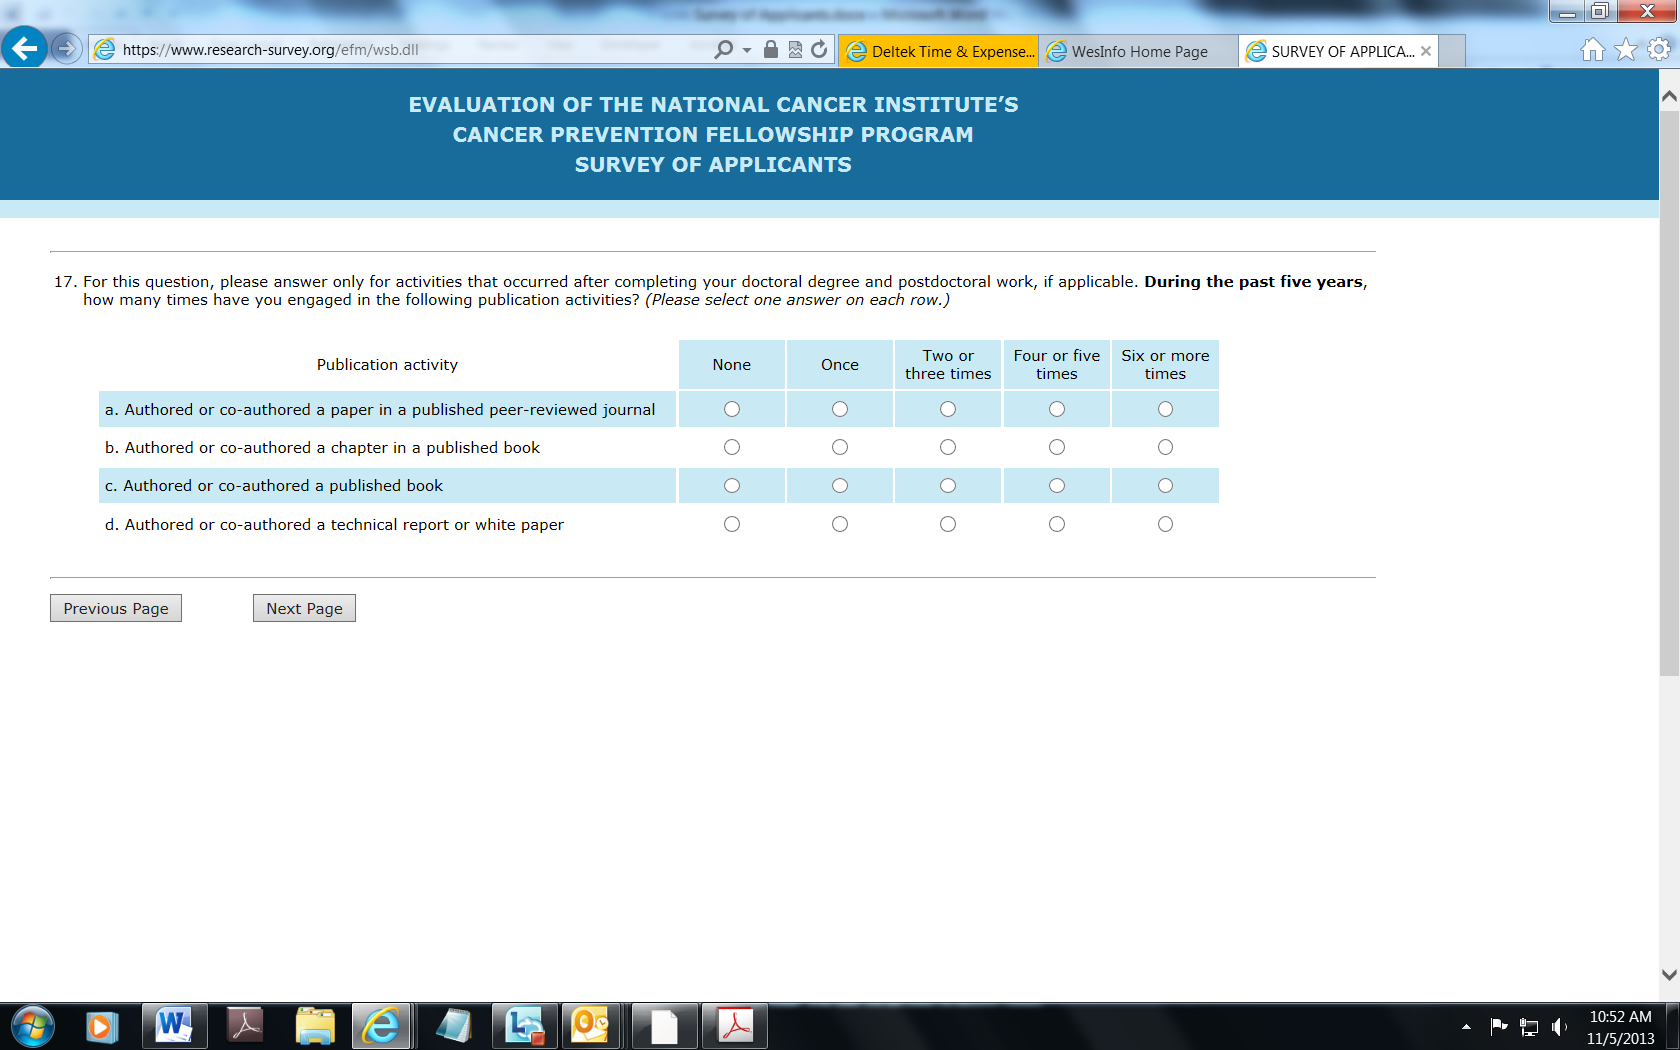 Survey of Applicants.docx - Microsoft Word
https://www.research-survey.org/efm/wsb.dll
Deltek Time & Expense...
WesInfo Home Page
SURVEY OF APPLICA...
EVALUATION OF THE NATIONAL CANCER INSTITUTE’S
CANCER PREVENTION FELLOWSHIP PROGRAM
SURVEY OF APPLICANTS
17. For this question, please answer only for activities that occurred after completing your doctoral degree and postdoctoral work, if applicable. During the past five years,
how many times have you engaged in the following publication activities? (Please select one answer on each row.)
Publication activity None Once Two or three times Four or five times Six or more times
a. Authored or co-authored a paper in a published peer-reviewed journal
b. Authored or co-authored a chapter in a published book
c. Authored or co-authored a published book
d. Authored or co-authored a technical report or white paper
Previous Page Next Page
10:52 AM
11/5/2013